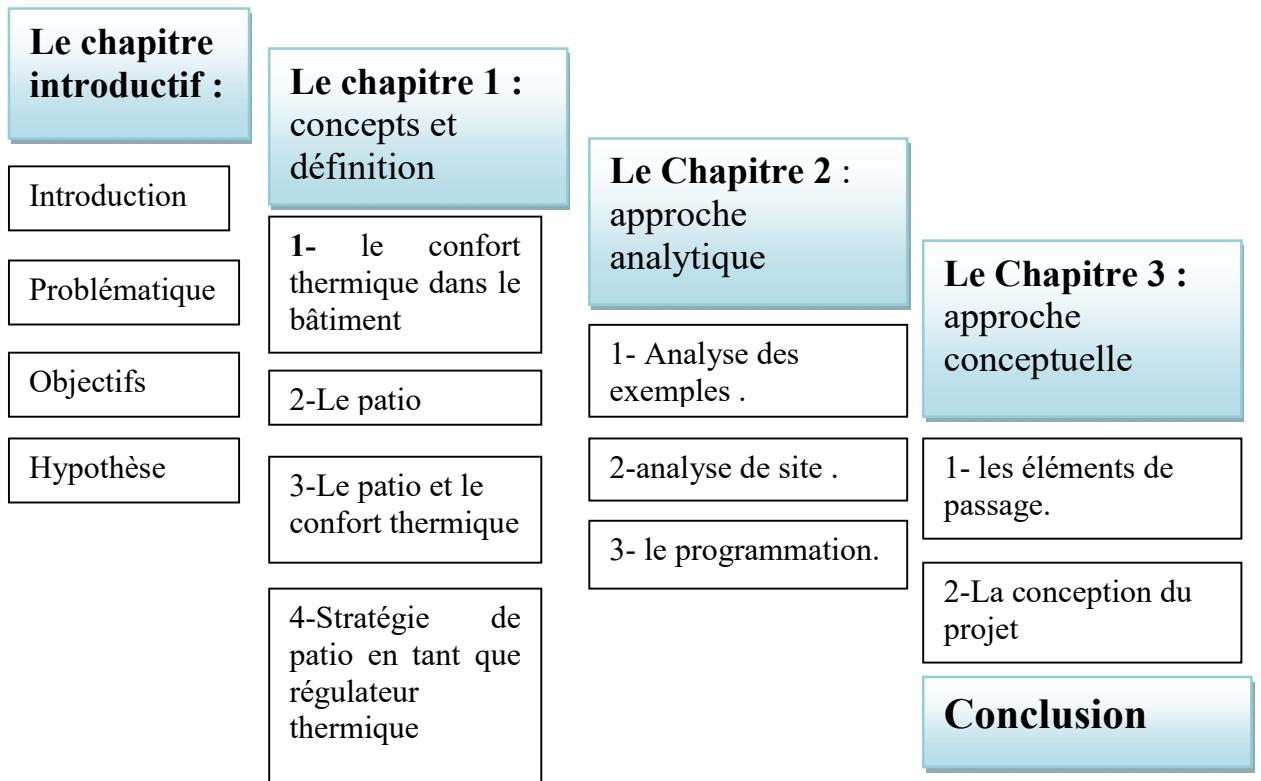 Le chapitre
introductif :
Introduction
Problématique
Objectifs
Hypothèse
Le chapitre 1 :
concepts et
définition
1- le confort
thermique dans le
bâtiment
2-Le patio
3-Le patio et le
confort thermique
4-Stratégie de
patio en tant que
régulateur
thermique
Le Chapitre 2 :
approche
analytique
1- Analyse des
exemples .
2-analyse de site .
3- le programmation.
Le Chapitre 3 :
approche
conceptuelle
1- les éléments de
passage.
2-La conception du
projet
Conclusion